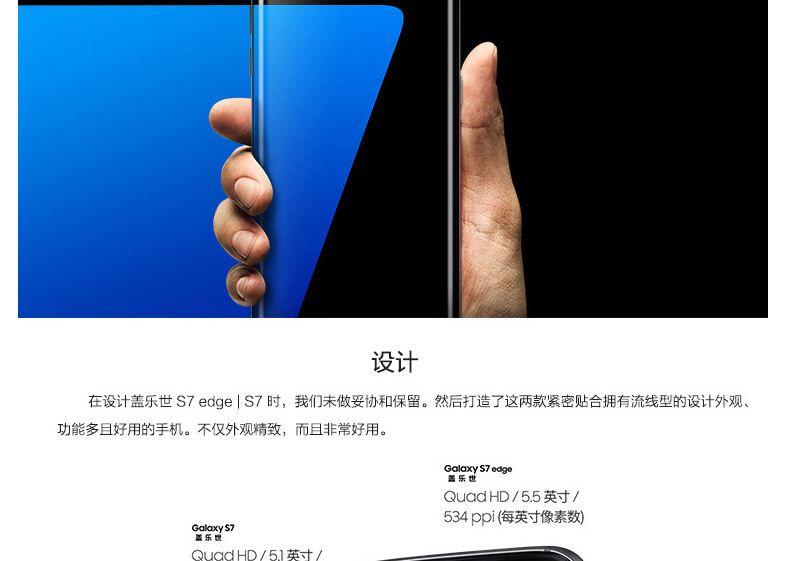 设计
在设计盖乐世 S7 edge | S7 时，我们未做妥协和保留。然后打造了这两款紧密贴合拥有流线型的设计外观、
功能多且好用的手机。不仅外观精致，而且非常好用。
Galaxy S7 edge
盖乐世
Quad HD / 5.5 英寸 /
534 ppi (每英寸像素数)
Galaxy S7
盖乐世
Quad HD / 5.1 英寸 /